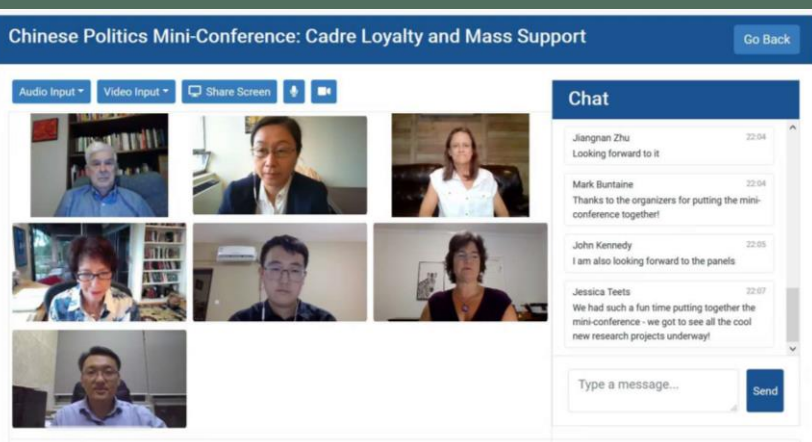 Chinese Politics Mini-Conference: Cadre Loyalty and Mass Support
Go Back
Audio Input
Video Input
Share Screen
Chat
Jiangnan Zhu 22:04
Looking forward to it
Mark Buntaine 22:04
Thanks to the organizers for putting the mini-
conference together!
John Kennedy 22:05
I am also looking forward to the panels
Jessica Teets 22:07
We had such a fun time putting together the
mini-conference - we got to see all the cool
new research projects underway!
Type a message...
Send